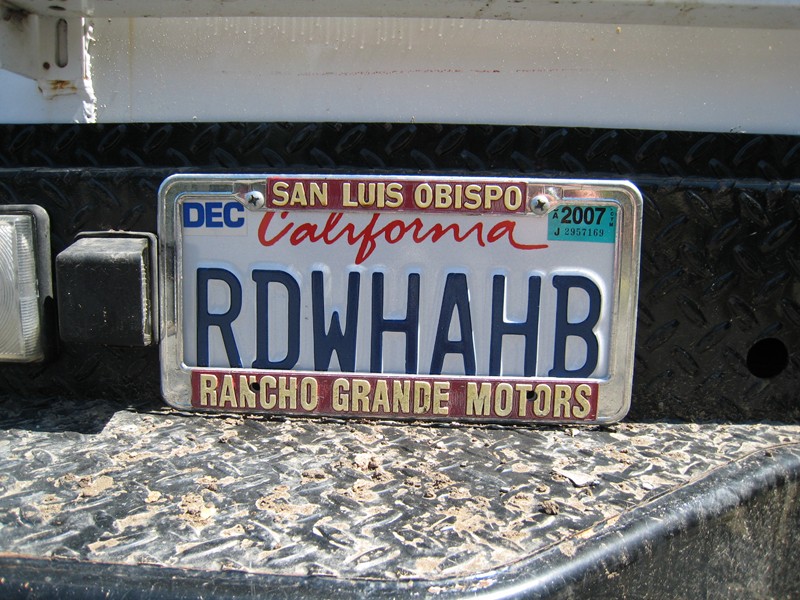 SAN LUIS OBISPO
DEC California 2007
J 2957169
RDWHAHB
RANCHO GRANDE MOTORS